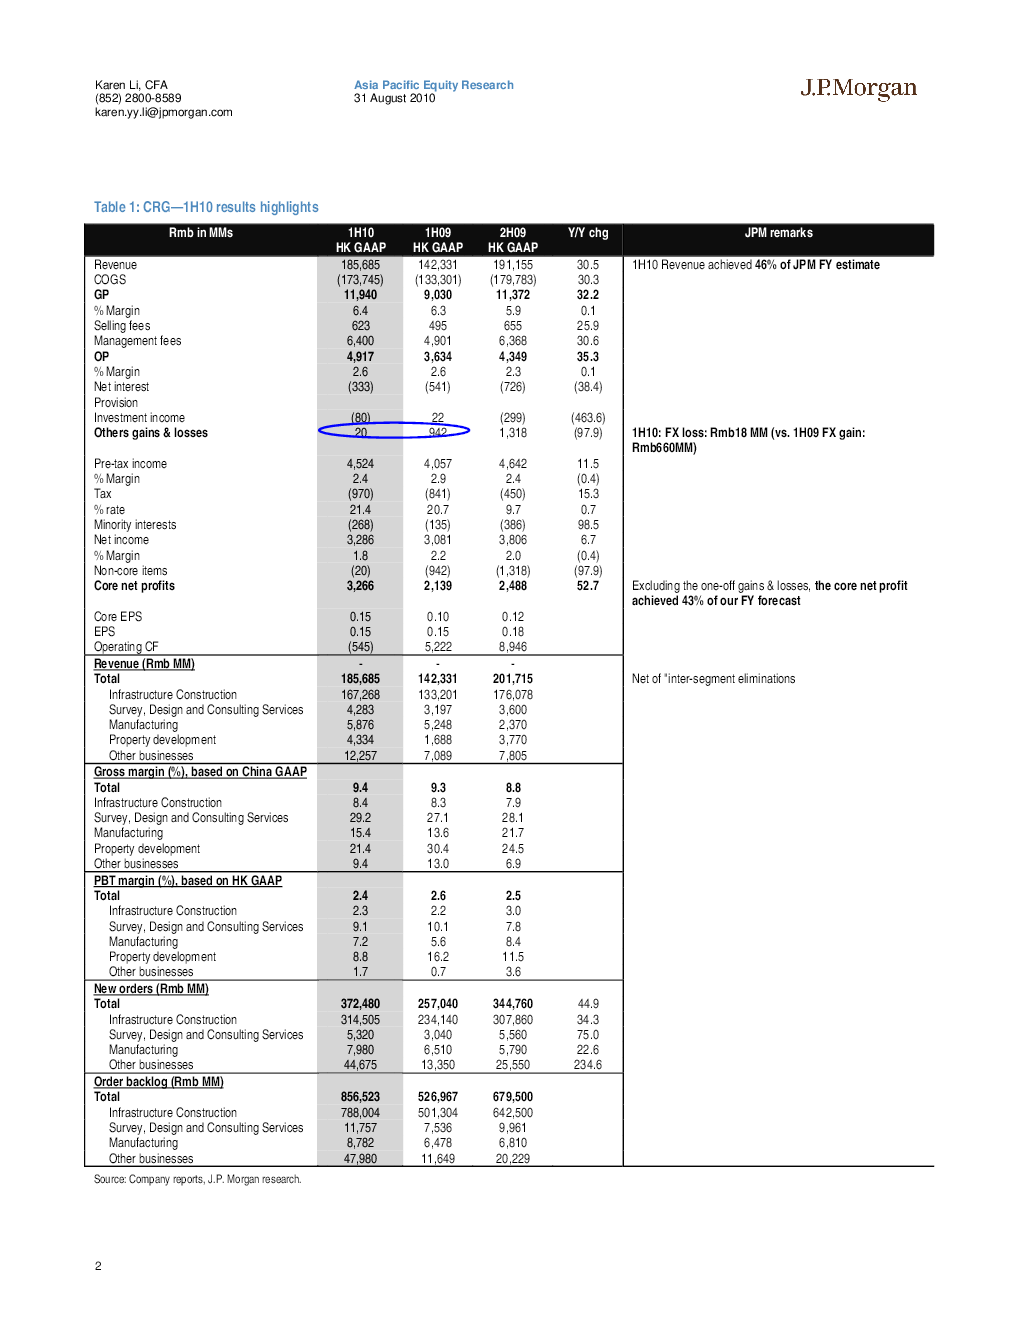 Karen Li, CFA
(852) 2800-8589
karen.yy.li@jpmorgan.com
Asia Pacific Equity Research
31 August 2010
J.P.Morgan
Table 1: CRG—1H10 results highlights
Rmb in MMs 1H10 1H09 2H09 Y/Y chg JPM remarks
HK GAAP HK GAAP HK GAAP
Revenue 185,685 142,331 191,155 30.5 1H10 Revenue achieved 46% of JPM FY estimate
COGS (173,745) (133,301) (179,783) 30.3
GP 11,940 9,030 11,372 32.2
% Margin 6.4 6.3 5.9 0.1
Selling fees 623 495 655 25.9
Management fees 6,400 4,901 6,368 30.6
OP 4,917 3,634 4,349 35.3
% Margin 2.6 2.6 2.3 0.1
Net interest (333) (541) (726) (38.4)
Provision
Investment income (80) 22 (299) (463.6)
Others gains & losses 20 942 1,318 (97.9) 1H10: FX loss: Rmb18 MM (vs. 1H09 FX gain:
Rmb660MM)
Pre-tax income 4,524 4,057 4,642 11.5
% Margin 2.4 2.9 2.4 (0.4)
Tax (970) (841) (450) 15.3
% rate 21.4 20.7 9.7 0.7
Minority interests (268) (135) (386) 98.5
Net income 3,286 3,081 3,806 6.7
% Margin 1.8 2.2 2.0 (0.4)
Non-core items (20) (942) (1,318) (97.9)
Core net profits 3,266 2,139 2,488 52.7 Excluding the one-off gains & losses, the core net profit
achieved 43% of our FY forecast
Core EPS 0.15 0.10 0.12
EPS 0.15 0.15 0.18
Operating CF (545) 5,222 8,946
Revenue (Rmb MM) - - -
Total 185,685 142,331 201,715 Net of "inter-segment eliminations
Infrastructure Construction 167,268 133,201 176,078
Survey, Design and Consulting Services 4,283 3,197 3,600
Manufacturing 5,876 5,248 2,370
Property development 4,334 1,688 3,770
Other businesses 12,257 7,089 7,805
Gross margin (%), based on China GAAP
Total 9.4 9.3 8.8
Infrastructure Construction 8.4 8.3 7.9
Survey, Design and Consulting Services 29.2 27.1 28.1
Manufacturing 15.4 13.6 21.7
Property development 21.4 30.4 24.5
Other businesses 9.4 13.0 6.9
PBT margin (%), based on HK GAAP
Total 2.4 2.6 2.5
Infrastructure Construction 2.3 2.2 3.0
Survey, Design and Consulting Services 9.1 10.1 7.8
Manufacturing 7.2 5.6 8.4
Property development 8.8 16.2 11.5
Other businesses 1.7 0.7 3.6
New orders (Rmb MM)
Total 372,480 257,040 344,760 44.9
Infrastructure Construction 314,505 234,140 307,860 34.3
Survey, Design and Consulting Services 5,320 3,040 5,560 75.0
Manufacturing 7,980 6,510 5,790 22.6
Other businesses 44,675 13,350 25,550 234.6
Order backlog (Rmb MM)
Total 856,523 526,967 679,500
Infrastructure Construction 788,004 501,304 642,500
Survey, Design and Consulting Services 11,757 7,536 9,961
Manufacturing 8,782 6,478 6,810
Other businesses 47,980 11,649 20,229
Source: Company reports, J.P. Morgan research.
2